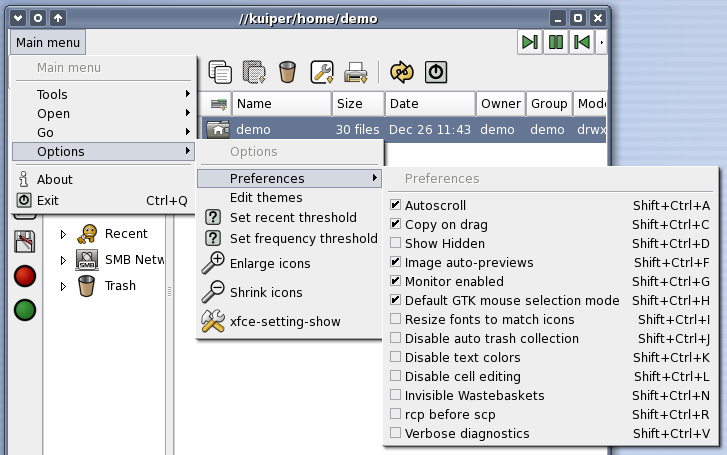 //kuiper/home/demo
Main menu
Main menu
Tools
Open
Go
Options
About
Exit Ctrl+Q
Name Size Date Owner Group Mode
demo 30 files Dec 26 11:43 demo demo drwx
Options
Preferences
Edit themes
Set recent threshold
Set frequency threshold
Enlarge icons
Shrink icons
xfce-setting-show
Preferences
Autoscroll Shift+Ctrl+A
Copy on drag Shift+Ctrl+C
Show Hidden Shift+Ctrl+D
Image auto-previews Shift+Ctrl+F
Monitor enabled Shift+Ctrl+G
Default GTK mouse selection mode Shift+Ctrl+H
Resize fonts to match icons Shift+Ctrl+I
Disable auto trash collection Shift+Ctrl+J
Disable text colors Shift+Ctrl+K
Disable cell editing Shift+Ctrl+L
Invisible Wastebaskets Shift+Ctrl+N
rcp before scp Shift+Ctrl+R
Verbose diagnostics Shift+Ctrl+V
Recent
SMB
SMB Netw
Trash